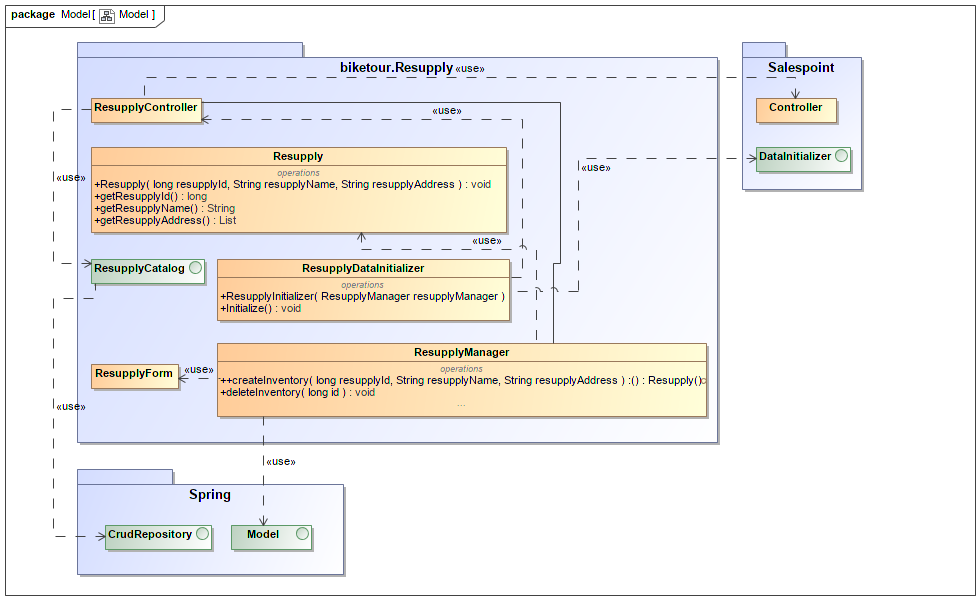 package Model [ Model ]
biketour.Resupply «use»
Salespoint
ResupplyController
«use»
Controller
Resupply
operations
+Resupply( long resupplyId, String resupplyName, String resupplyAddress ) : void
+getResupplyId() : long
+getResupplyName() : String
+getResupplyAddress() : List
DataInitializer
«use»
«use»
«use»
ResupplyCatalog
ResupplyDataInitializer
operations
+ResupplyInitializer( ResupplyManager resupplyManager )
+Initialize() : void
ResupplyManager
operations
++createInventory( long resupplyId, String resupplyName, String resupplyAddress ) :() : Resupply()
+deleteInventory( long id ) : void
...
ResupplyForm
«use»
«use»
«use»
Spring
CrudRepository
Model